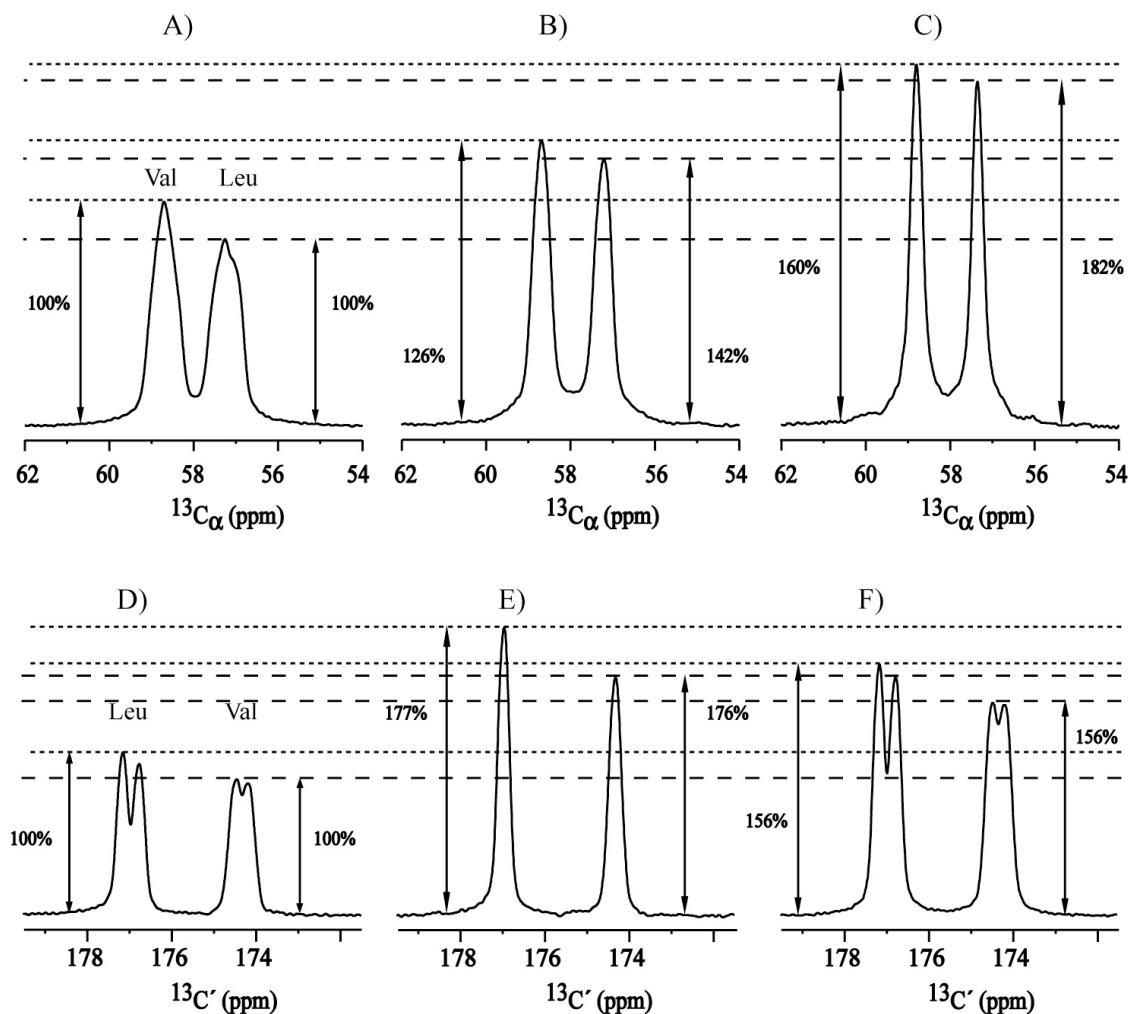 A) B) C)
Val Leu
100% 100%
126% 142%
160% 182%
62 60 58 56 54 62 60 58 56 54 62 60 58 56 54
¹³Cα (ppm) ¹³Cα (ppm) ¹³Cα (ppm)
D) E) F)
Leu Val
100% 100%
177% 176%
156% 156%
178 176 174 178 176 174 178 176 174
¹³C´ (ppm) ¹³C´ (ppm) ¹³C´ (ppm)